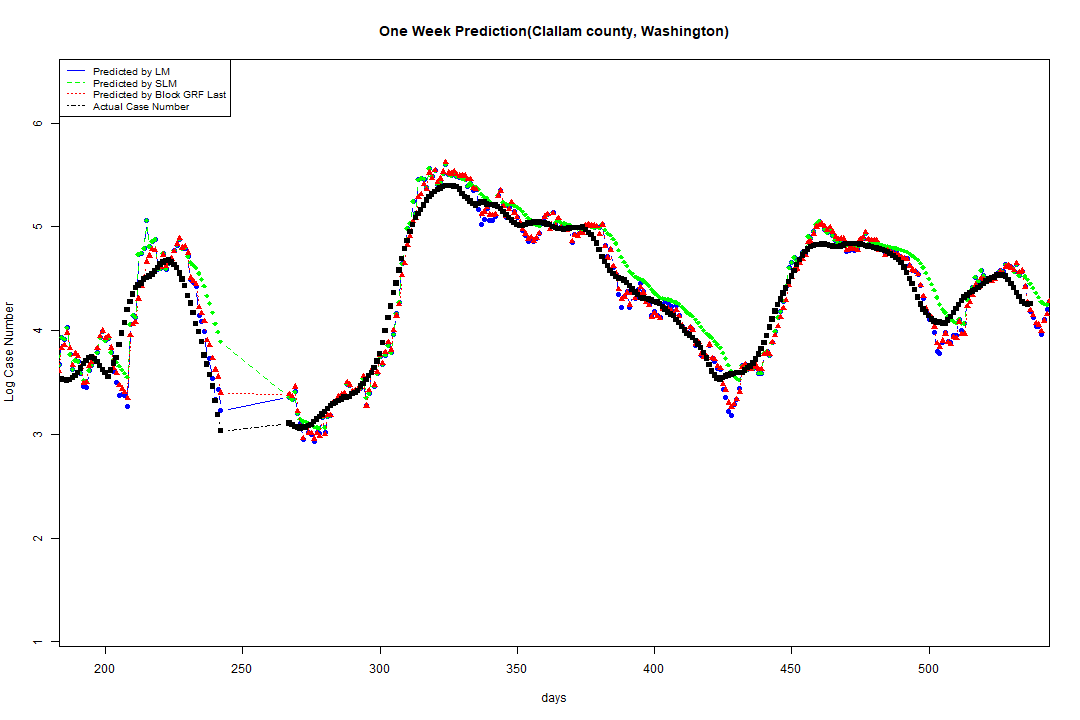 One Week Prediction(Clallam county, Washington)
Predicted by LM
Predicted by SLM
Predicted by Block GRF Last
Actual Case Number
Log Case Number
6
5
4
3
2
1
200 250 300 350 400 450 500
days